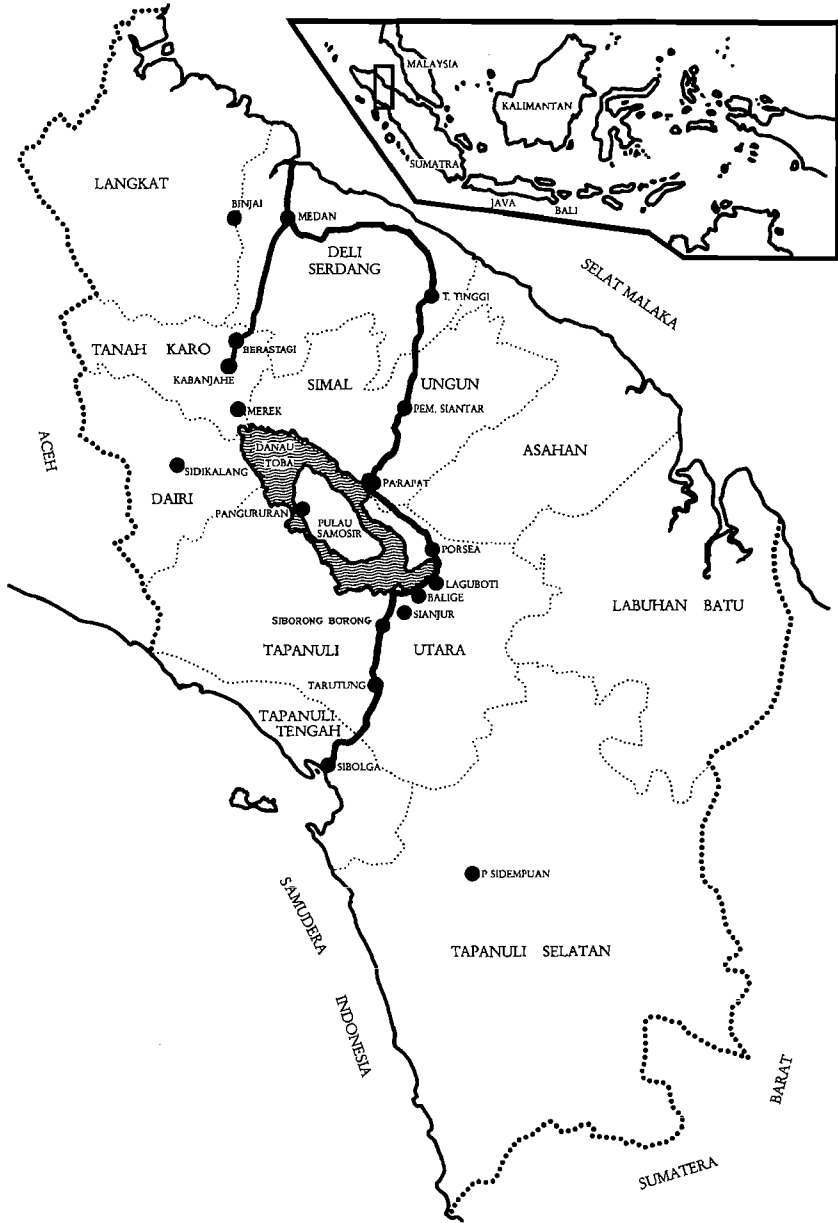 MALAYSIA
KALIMANTAN
SUMATRA
JAVA
BALI
LANGKAT
BINJAI
MEDAN
DELI
SERDANG
SELAT MALAKA
T. TINGGI
TANAH KARO
BERASTAGI
KABANJAHE
SIMAL UNGUN
MEREK
PEM. SIANTAR
ACEH
DANAU
TOBA
ASAHAN
SIDIKALANG
PARAPAT
DAIRI
PANGURURAN
PULAU
SAMOSIR
PORSEA
LAGUBOTI
BALIGE
SIANJUR
LABUHAN BATU
SIBORONG BORONG
TAPANULI UTARA
TARUTUNG
TAPANULI
TENGAH
SIBOLGA
P SIDEMPUAN
SAMUDERA INDONESIA
TAPANULI SELATAN
SUMATERA BARAT